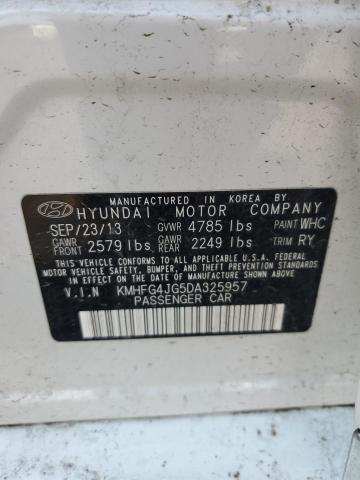 MANUFACTURED IN KOREA BY
HYUNDAI MOTOR COMPANY
SEP/23/13 GVWR 4785 lbs PAINT WHC
GAWR FRONT 2579 lbs GAWR REAR 2249 lbs TRIM RY
THIS VEHICLE CONFORMS TO ALL APPLICABLE U.S.A. FEDERAL
MOTOR VEHICLE SAFETY, BUMPER, AND THEFT PREVENTION
STANDARDS IN EFFECT ON THE DATE OF MANUFACTURE SHOWN ABOVE.
V.I.N KMHFG4JG5DA325957
PASSENGER CAR